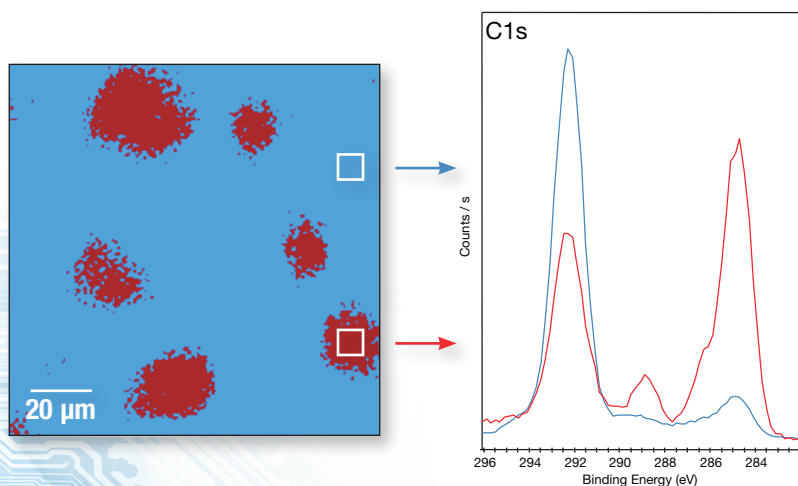 C1s
Counts / s
20 µm
296 294 292 290 288 286 284
Binding Energy (eV)